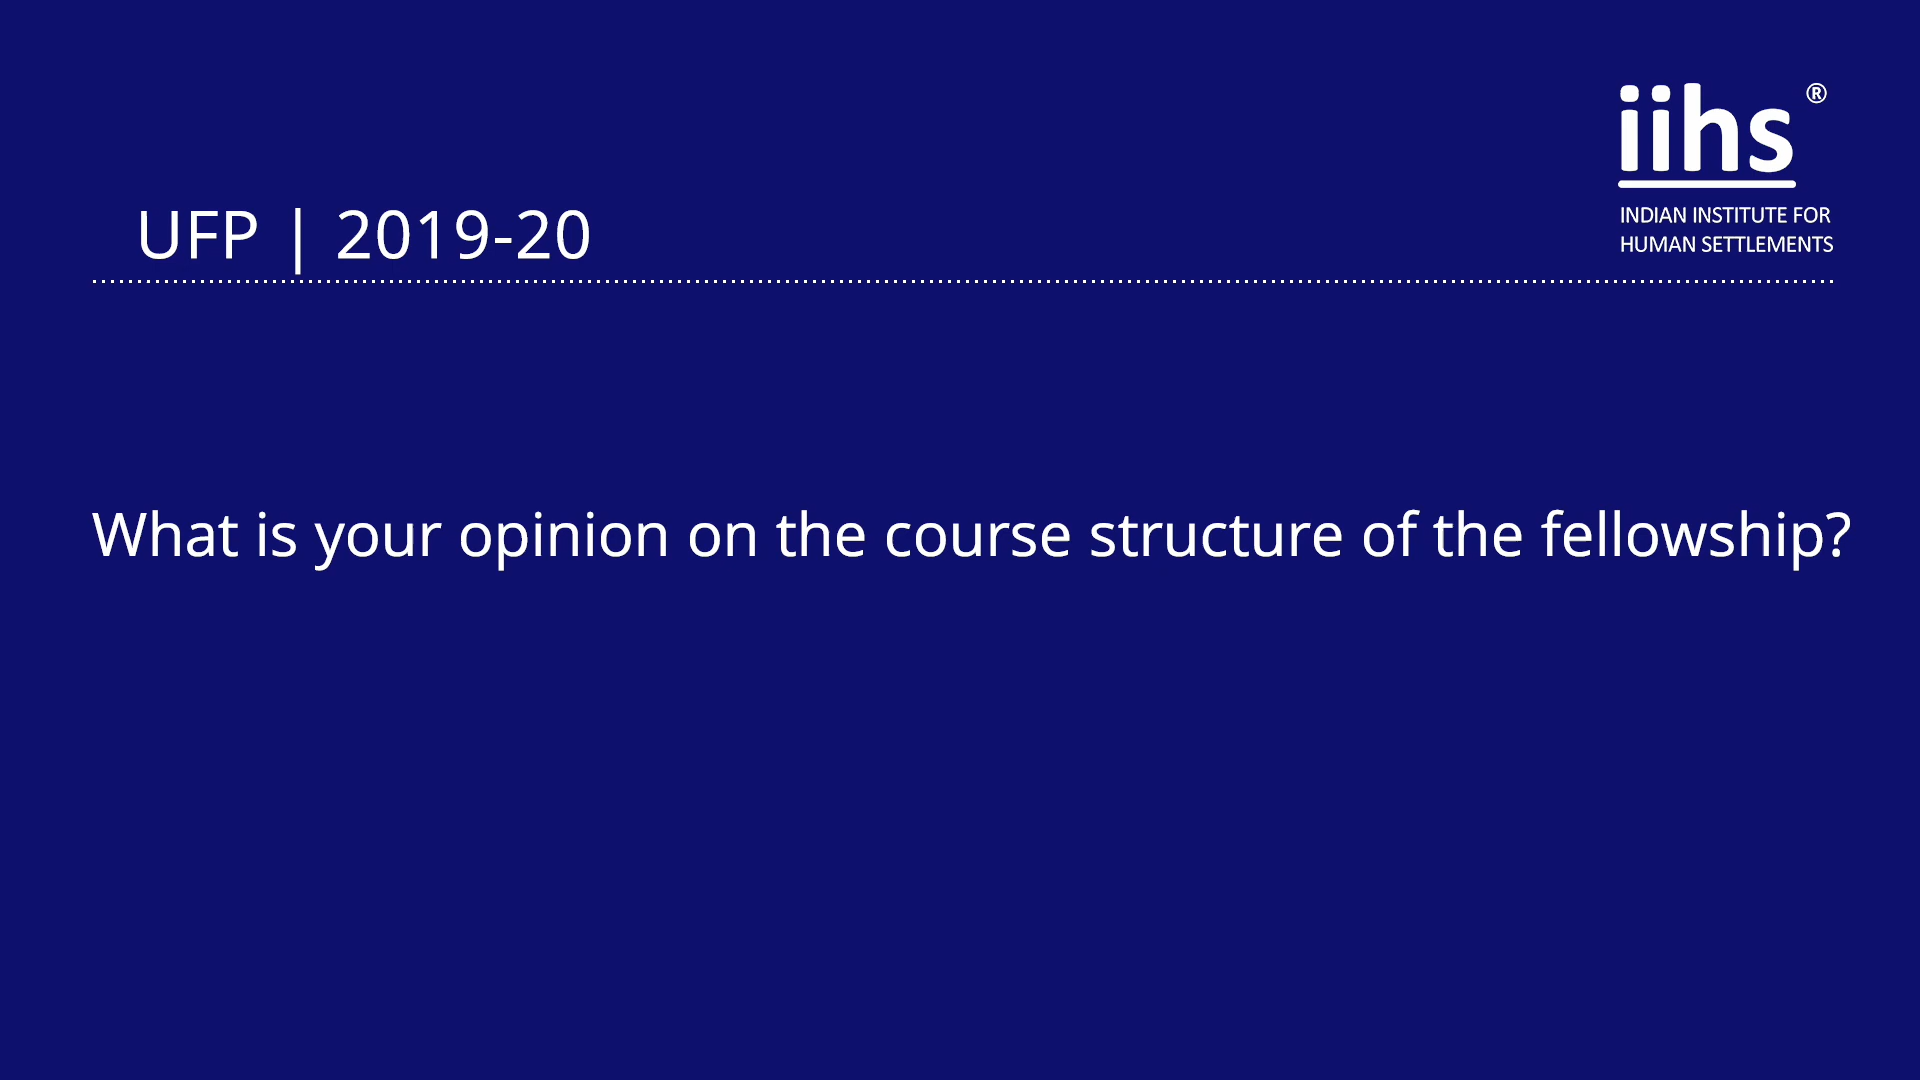 iihs ®
INDIAN INSTITUTE FOR
HUMAN SETTLEMENTS
UFP | 2019-20
What is your opinion on the course structure of the fellowship?